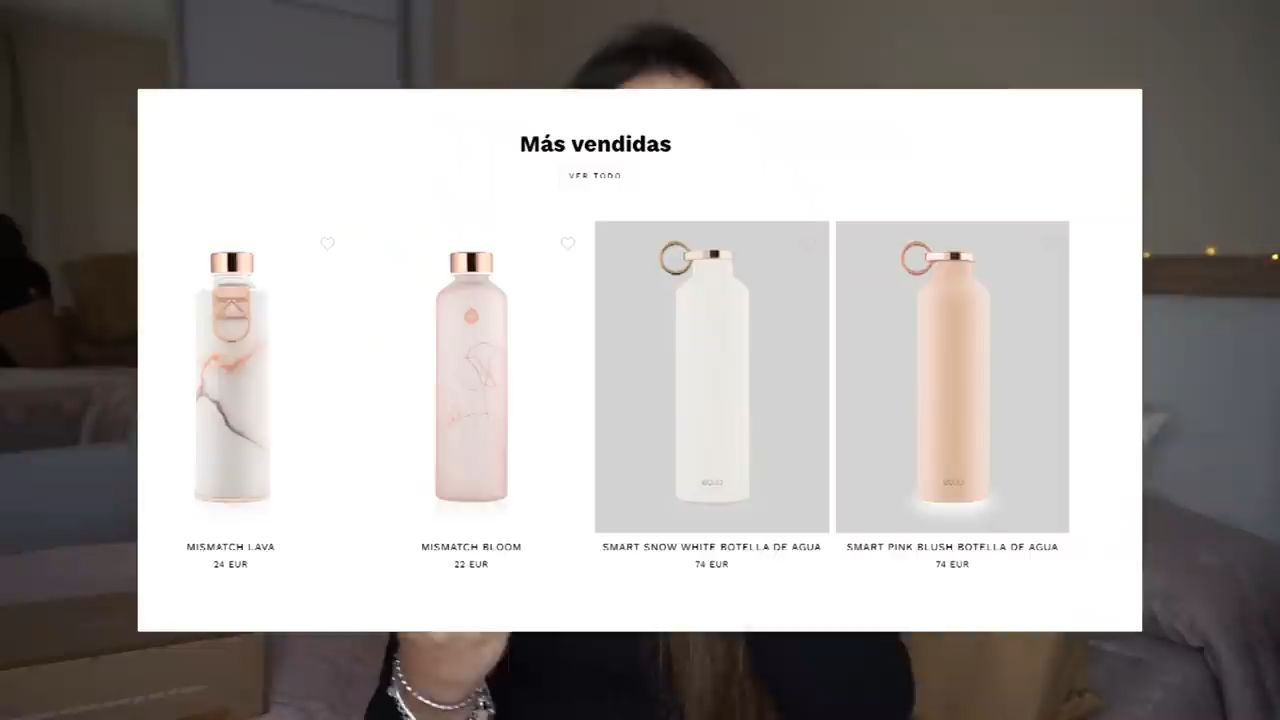 Más vendidas
VER TODO
MISMATCH LAVA
24 EUR
MISMATCH BLOOM
22 EUR
SMART SNOW WHITE BOTELLA DE AGUA
74 EUR
SMART PINK BLUSH BOTELLA DE AGUA
74 EUR